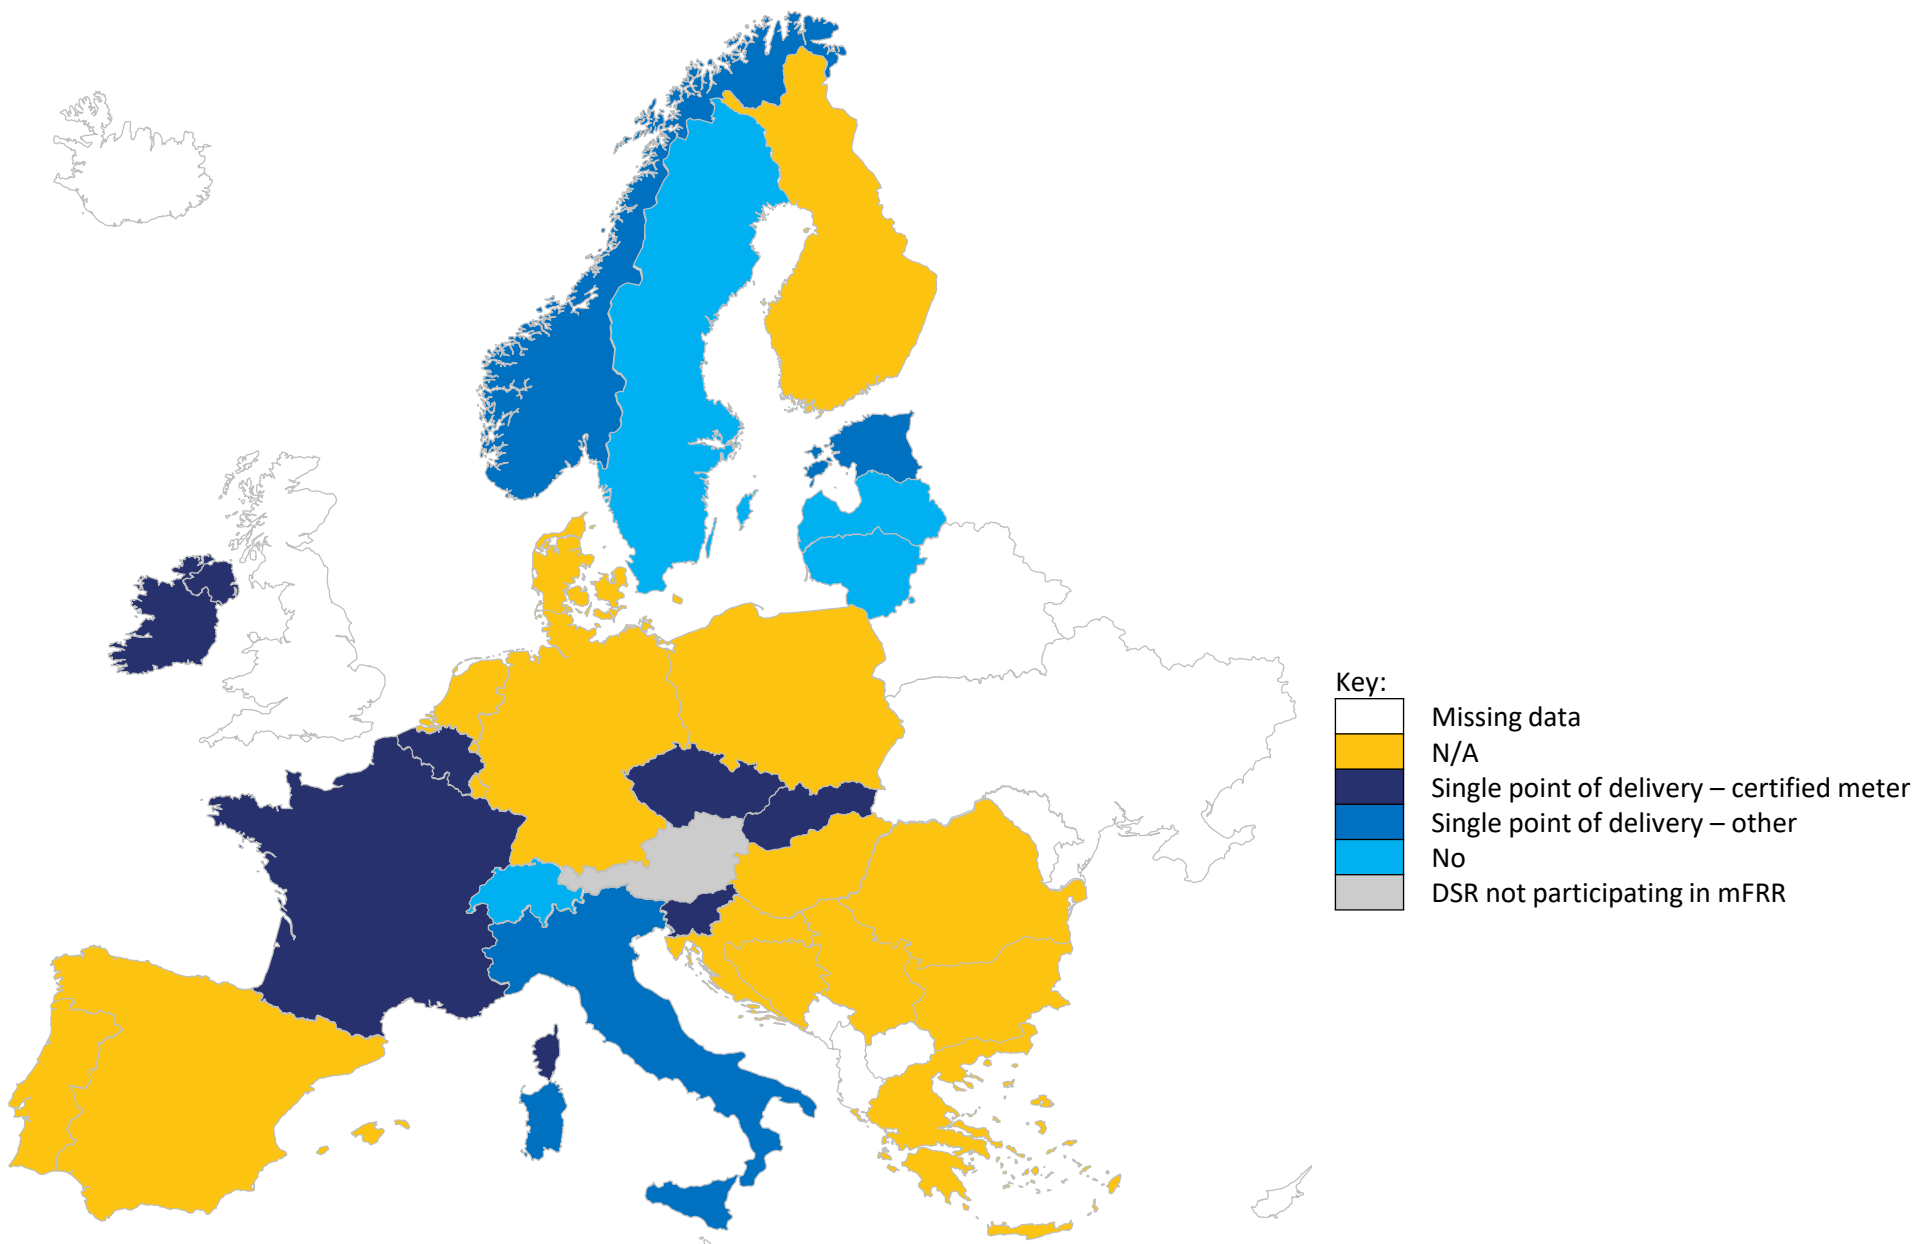 Key:
Missing data
N/A
Single point of delivery – certified meter
Single point of delivery – other
No
DSR not participating in mFRR